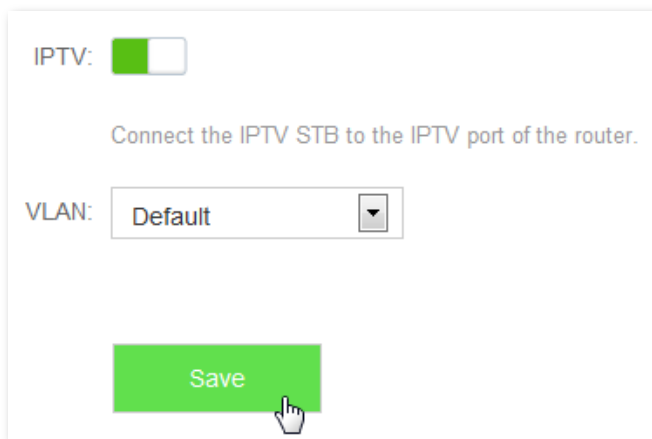 IPTV:
Connect the IPTV STB to the IPTV port of the router.
VLAN: Default
Save